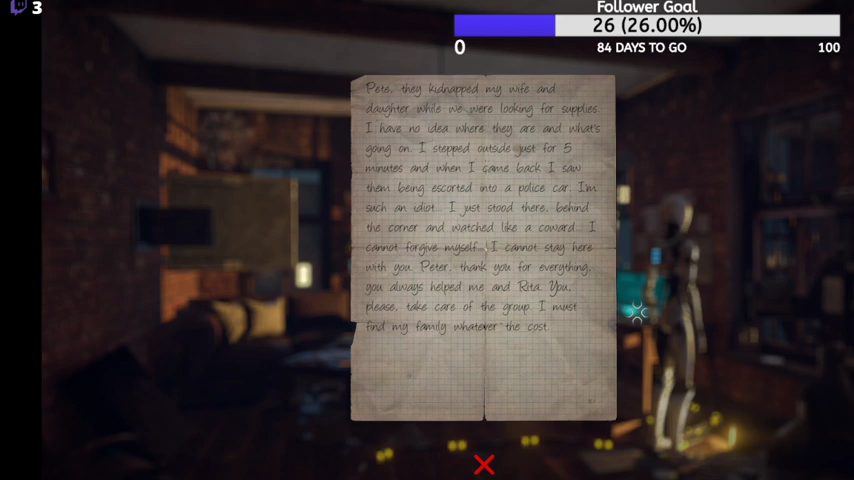 3
Follower Goal
26 (26.00%)
0
84 DAYS TO GO
100
Pete, they kidnapped my wife and
daughter while we were looking for supplies.
I have no idea where they are and what's
going on. I stepped outside just for 5
minutes and when I came back I saw
them being escorted into a police car. I'm
such an idiot. I just stood there, behind
the corner and watched like a coward. I
cannot forgive myself. I cannot stay here
with you. Peter, thank you for everything,
you always helped me and Rita. You,
please, take care of the group. I must
find my family whatever the cost.